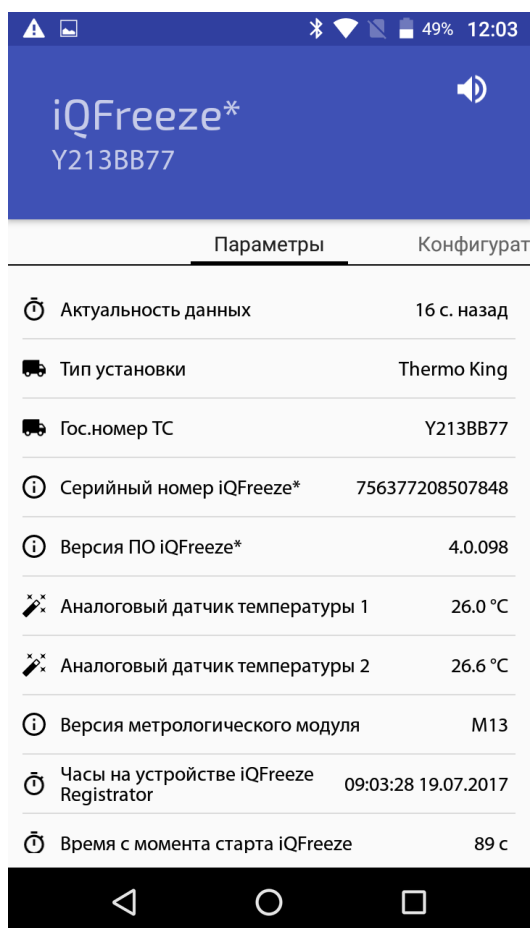 49% 12:03
iQFreeze*
Y213BB77
Параметры Конфигурат
Актуальность данных 16 с. назад
Тип установки Thermo King
Гос.номер ТС Y213BB77
Серийный номер iQFreeze* 756377208507848
Версия ПО iQFreeze* 4.0.098
Аналоговый датчик температуры 1 26.0 °C
Аналоговый датчик температуры 2 26.6 °C
Версия метрологического модуля M13
Часы на устройстве iQFreeze
Registrator 09:03:28 19.07.2017
Время с момента старта iQFreeze 89 с